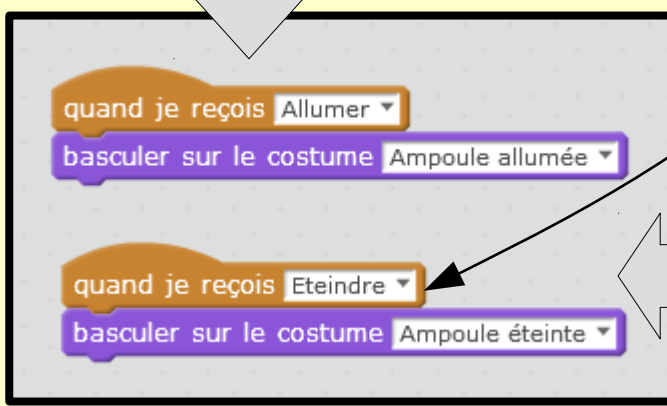 quand je reçois Allumer
basculer sur le costume Ampoule allumée
quand je reçois Eteindre
basculer sur le costume Ampoule éteinte